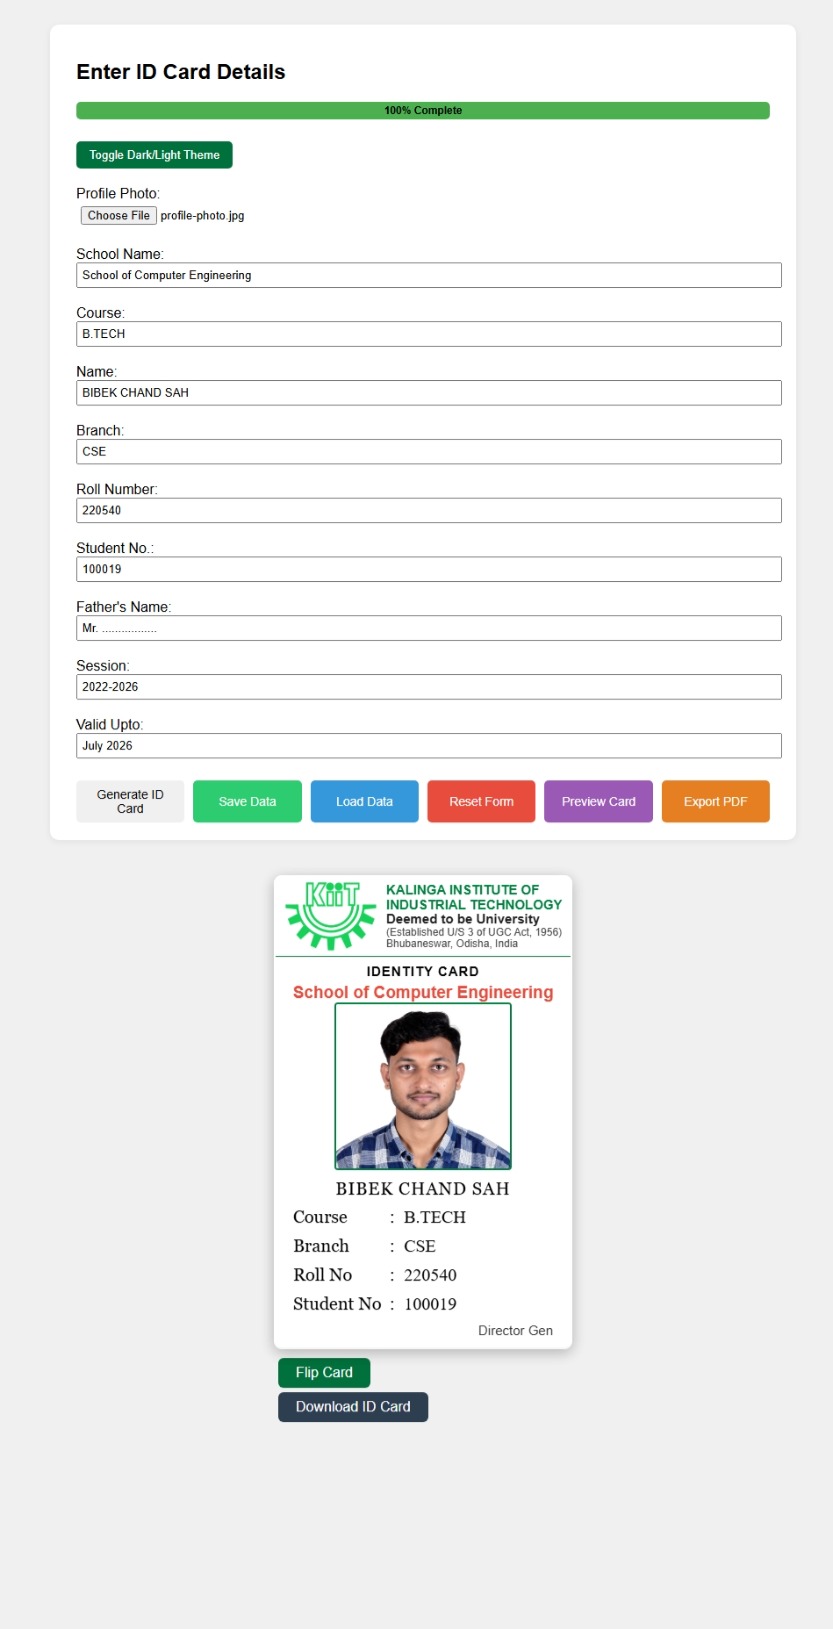 Enter ID Card Details
100% Complete
Toggle Dark/Light Theme
Profile Photo:
Choose File profile-photo.jpg
School Name:
School of Computer Engineering
Course:
B.TECH
Name:
BIBEK CHAND SAH
Branch:
CSE
Roll Number:
220540
Student No.:
100019
Father's Name:
Mr. .................
Session:
2022-2026
Valid Upto:
July 2026
Generate ID
Card
Save Data
Load Data
Reset Form
Preview Card
Export PDF
KiiT
KALINGA INSTITUTE OF
INDUSTRIAL TECHNOLOGY
Deemed to be University
(Established U/S 3 of UGC Act, 1956)
Bhubaneswar, Odisha, India
IDENTITY CARD
School of Computer Engineering
BIBEK CHAND SAH
Course : B.TECH
Branch : CSE
Roll No : 220540
Student No : 100019
Director Gen
Flip Card
Download ID Card